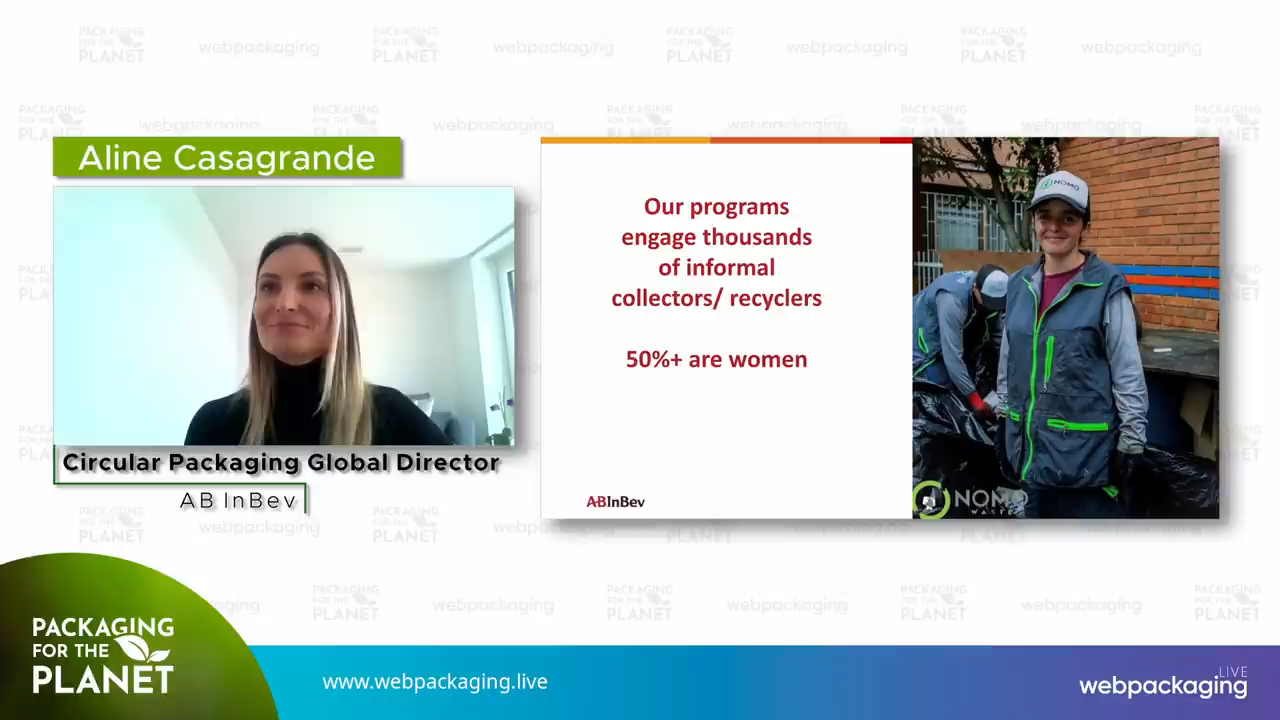 Aline Casagrande
Circular Packaging Global Director
AB InBev
Our programs
engage thousands
of informal
collectors/ recyclers
50%+ are women
ABInBev
NOMO
NOMO
WASTE
PACKAGING
FOR THE
PLANET
www.webpackaging.live
LIVE
webpackaging